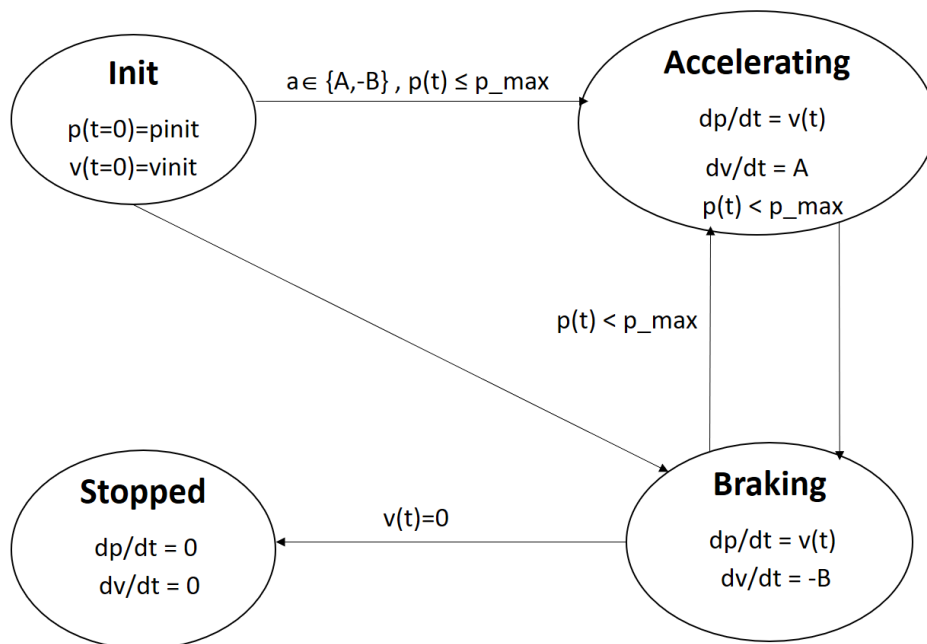 Init
p(t=0)=pinit
v(t=0)=vinit
a∈ {A,-B} , p(t) ≤ p_max
Accelerating
dp/dt = v(t)
dv/dt = A
p(t) < p_max
p(t) < p_max
Stopped
dp/dt = 0
dv/dt = 0
v(t)=0
Braking
dp/dt = v(t)
dv/dt = -B